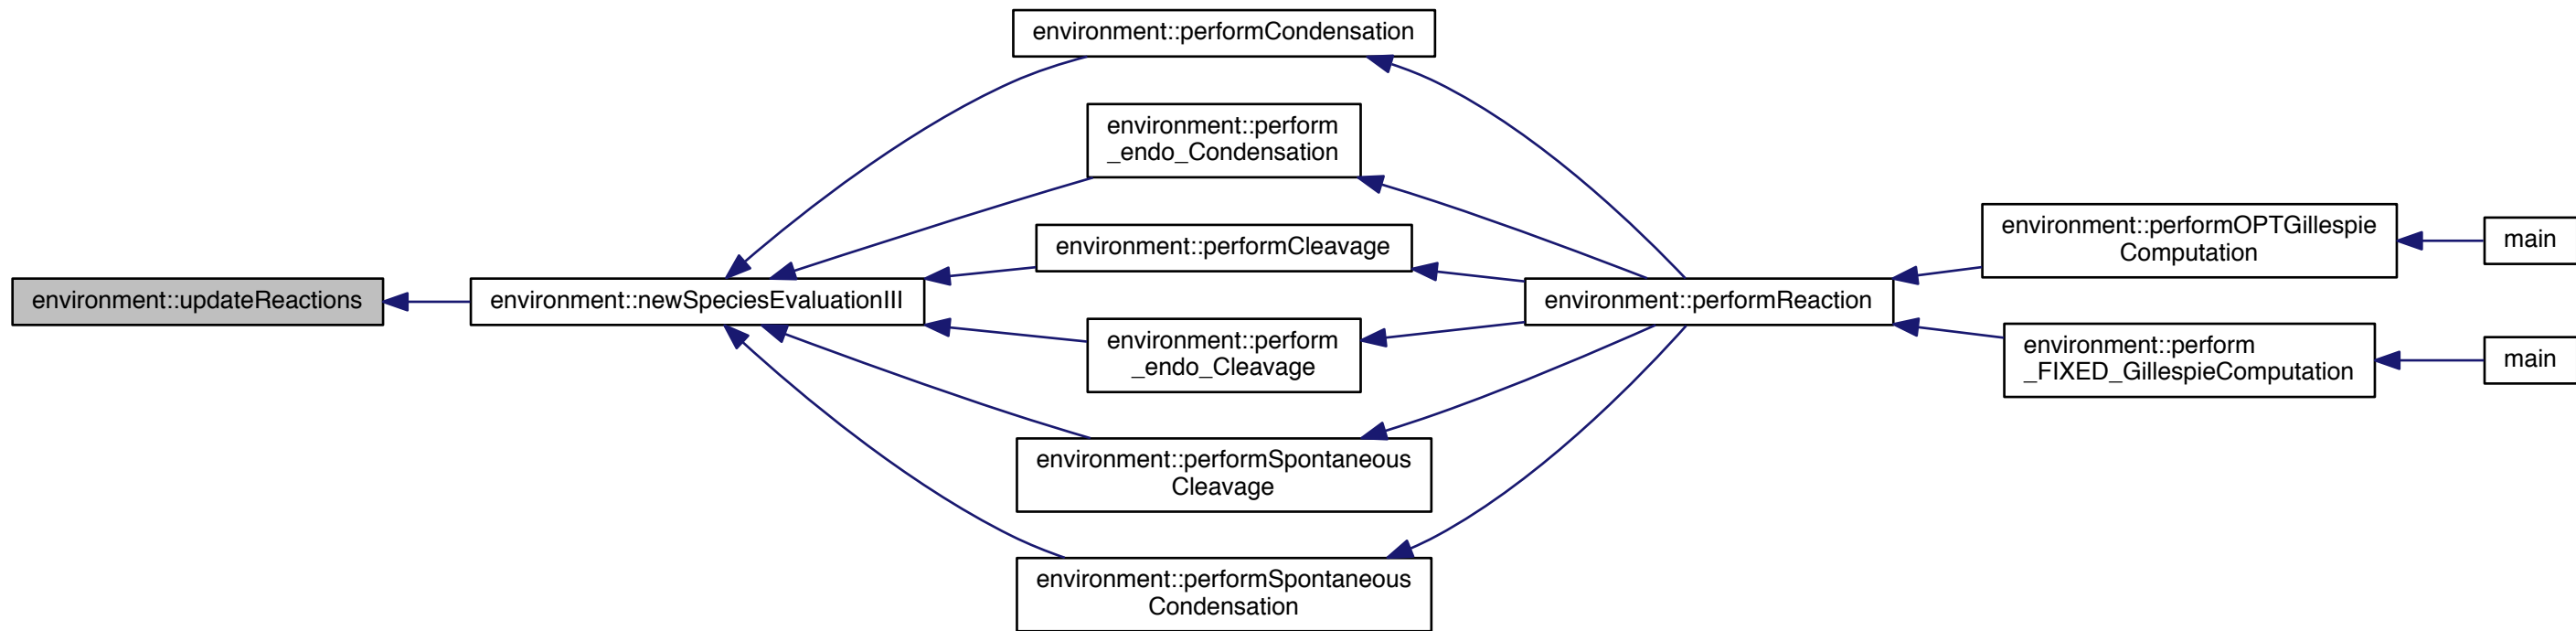 environment::updateReactions
environment::newSpeciesEvaluationIII
environment::performCondensation
environment::perform
_endo_Condensation
environment::performCleavage
environment::perform
_endo_Cleavage
environment::performSpontaneous
Cleavage
environment::performSpontaneous
Condensation
environment::performReaction
environment::performOPTGillespie
Computation
environment::perform
_FIXED_GillespieComputation
main
main